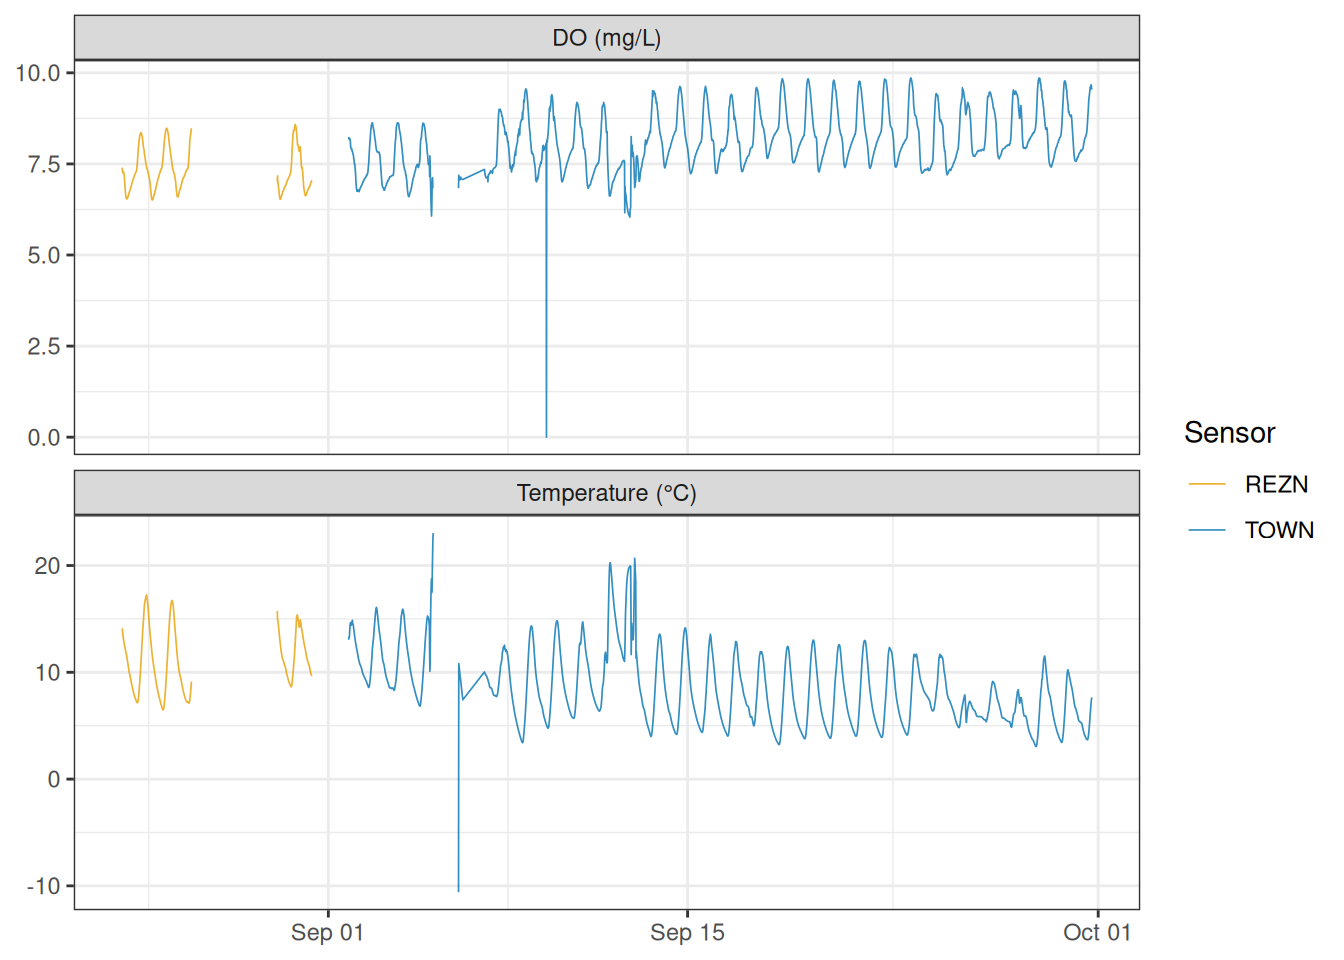 DO (mg/L)
10.0
7.5
5.0
2.5
0.0
Temperature (°C)
20
10
0
-10
Sep 01
Sep 15
Oct 01
Sensor
REZN
TOWN